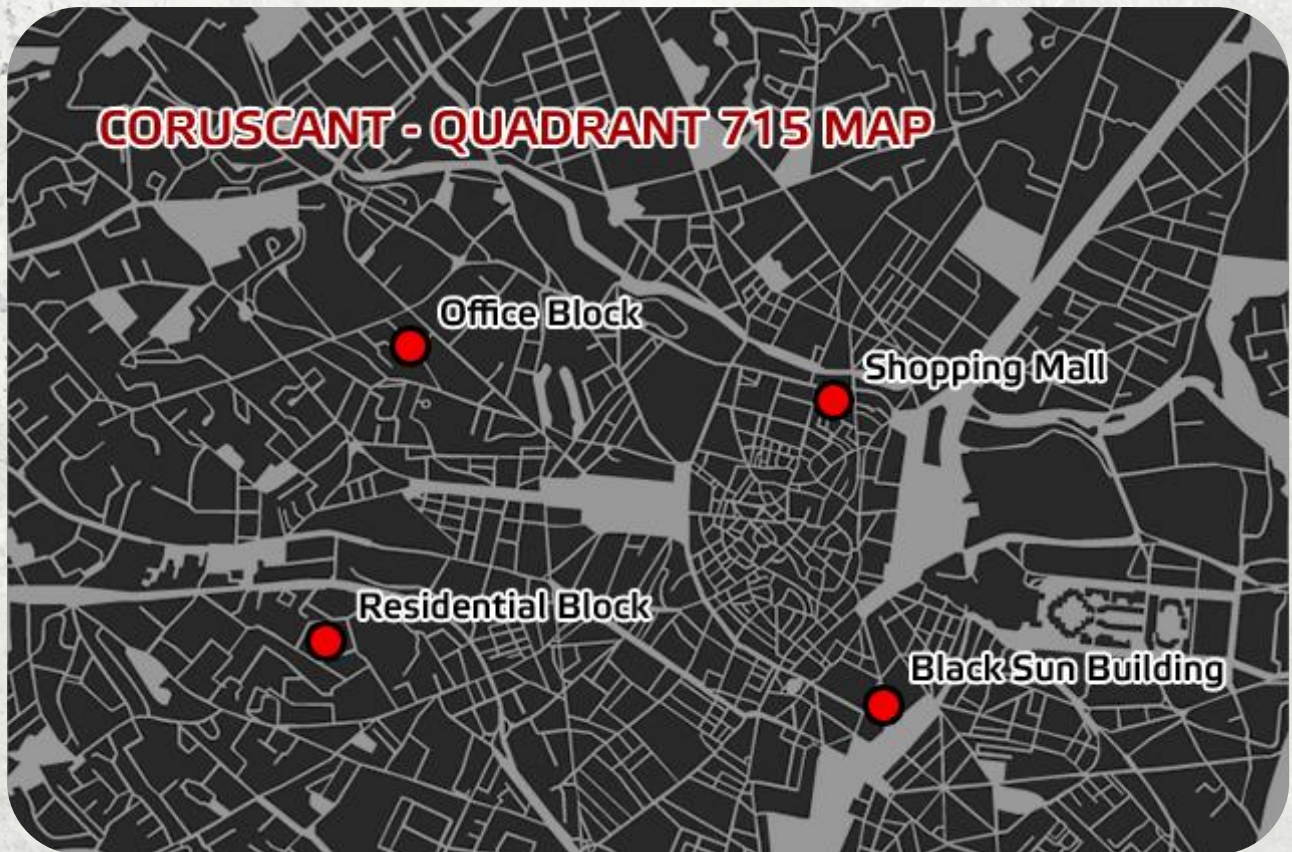 CORUSCANT - QUADRANT 715 MAP
Office Block
Shopping Mall
Residential Block
Black Sun Building